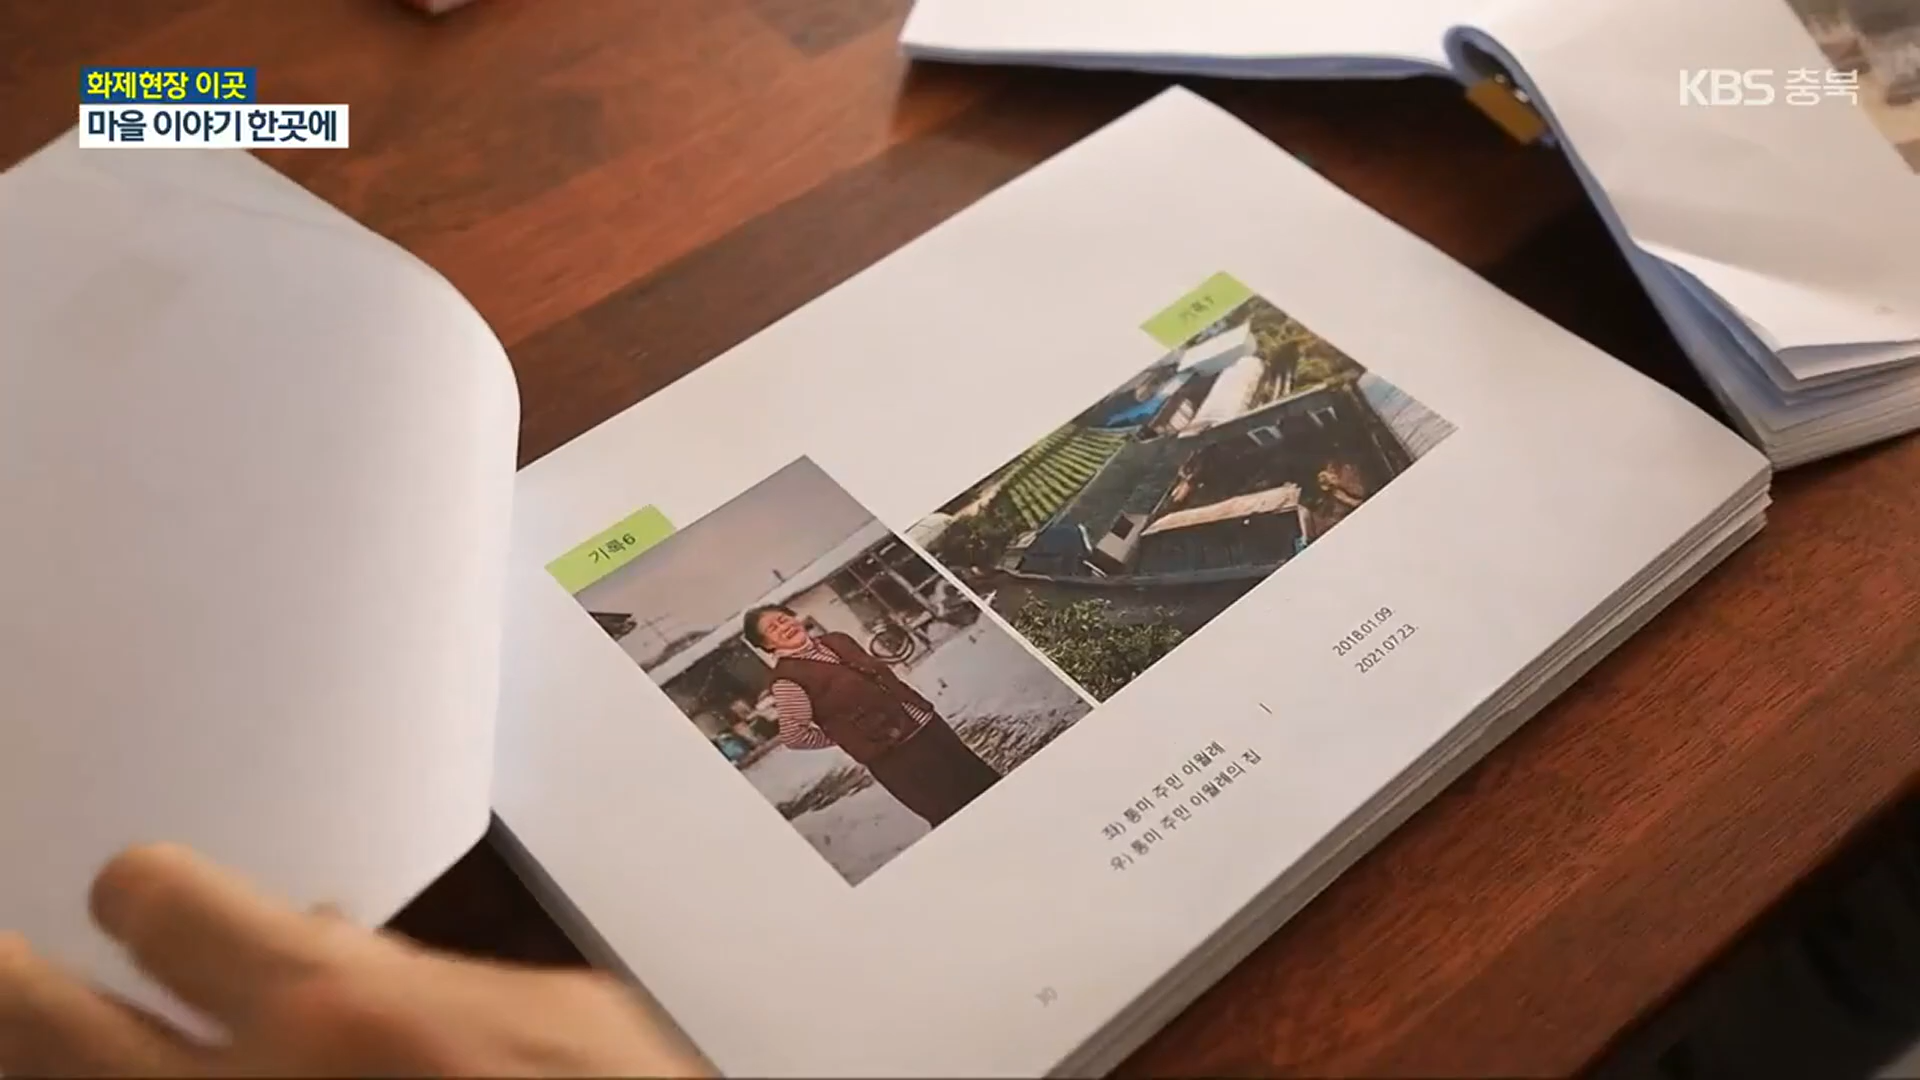 화제현장 이곳
마을 이야기 한곳에
KBS 충북
기록7
기록6
2018.01.09.
2021.07.23.
좌) 통미 주민 이월례
우) 통미 주민 이월례의 집
30